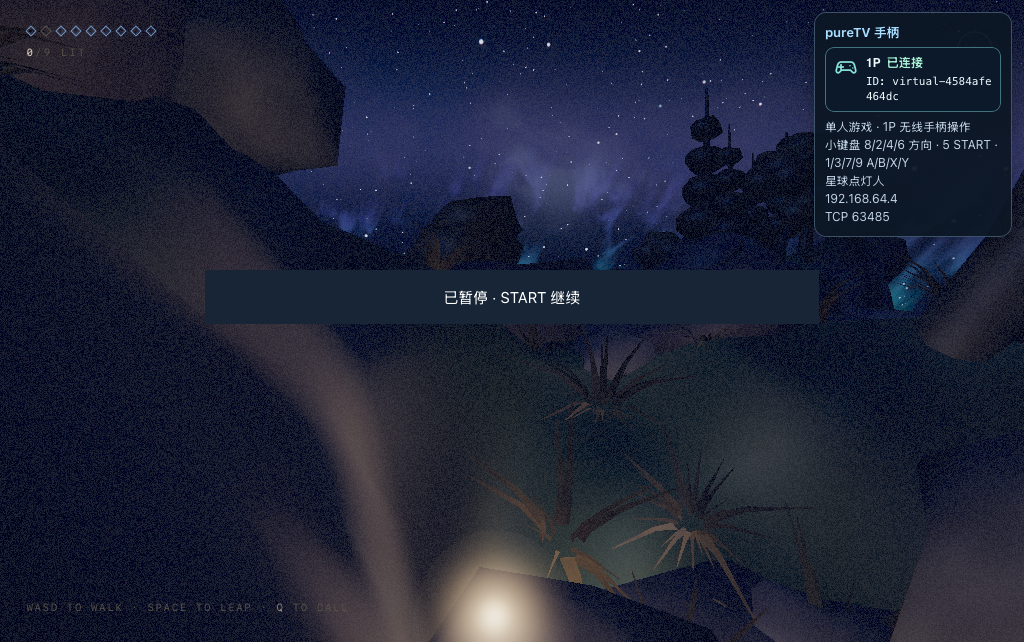 0/9 LIT
pureTV 手柄
1P 已连接
ID: virtual-4584afe
464dc
单人游戏 · 1P 无线手柄操作
小键盘 8/2/4/6 方向 · 5 START ·
1/3/7/9 A/B/X/Y
星球点灯人
192.168.64.4
TCP 63485
已暂停 · START 继续
WASD TO WALK · SPACE TO LEAP · Q TO CALL